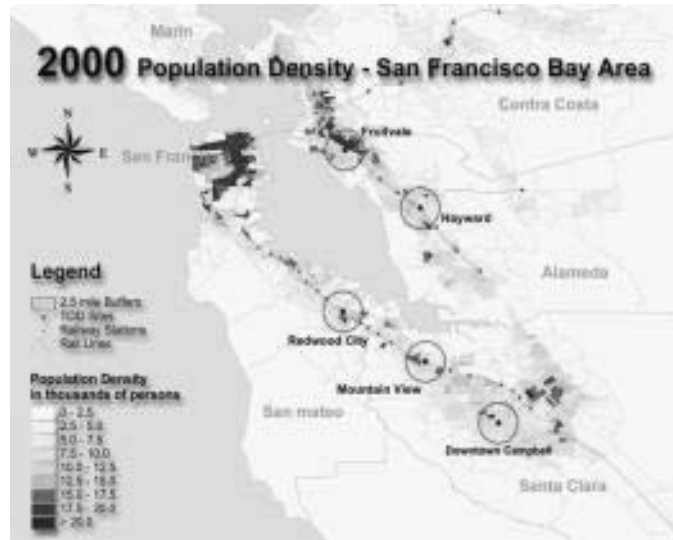 Marin
2000 Population Density - San Francisco Bay Area
Contra Costa
Fruitvale
N
W E
S
San Fran
Hayward
Legend
2.5 mile Buffers
TOD Sites
Railway Stations
Rail Lines
Alameda
Redwood City
Mountain View
Population Density
in thousands of persons
0 - 2.5
2.5 - 5.0
5.0 - 7.5
7.5 - 10.0
10.0 - 12.5
12.5 - 15.0
15.0 - 17.5
17.5 - 20.0
> 20.0
San mateo
Downtown Campbell
Santa Clara